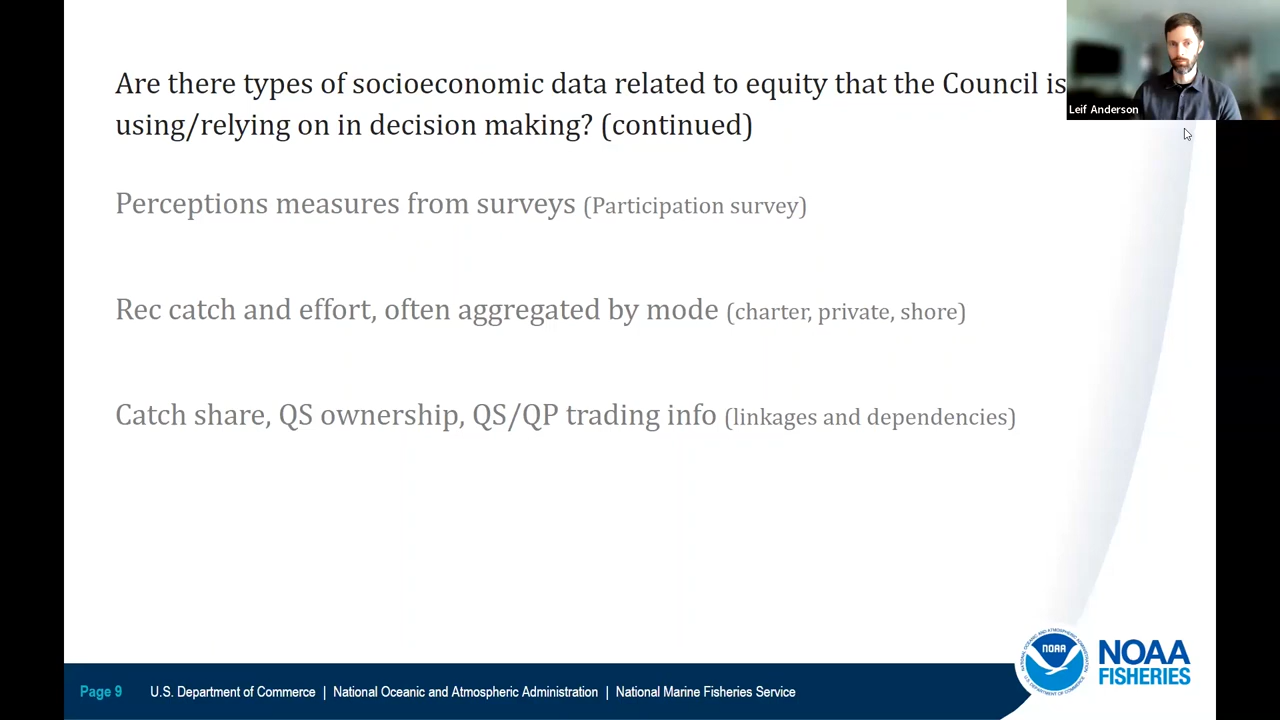 Are there types of socioeconomic data related to equity that the Council is
using/relying on in decision making? (continued)
Leif Anderson
Perceptions measures from surveys (Participation survey)
Rec catch and effort, often aggregated by mode (charter, private, shore)
Catch share, QS ownership, QS/QP trading info (linkages and dependencies)
NOAA
NOAA
FISHERIES
Page 9 U.S. Department of Commerce | National Oceanic and Atmospheric Administration | National Marine Fisheries Service